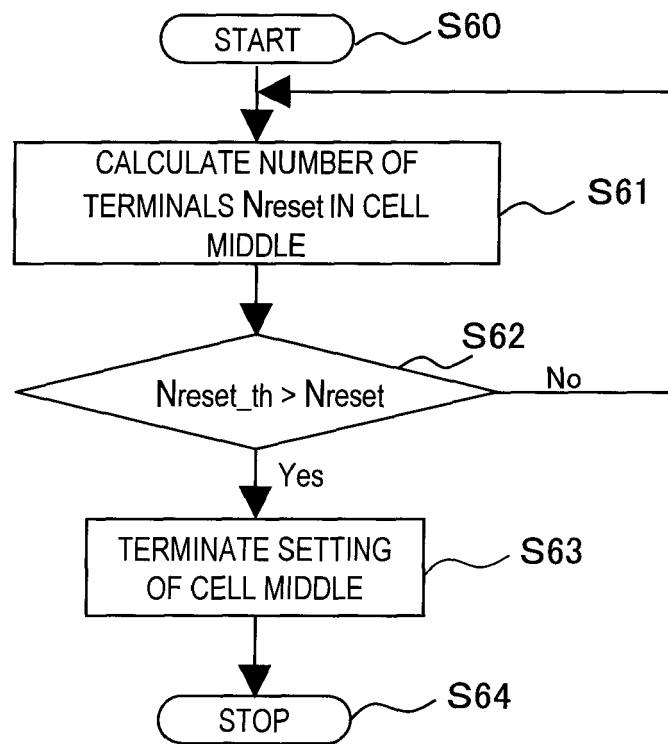 START
S60
CALCULATE NUMBER OF
TERMINALS Nreset IN CELL
MIDDLE
S61
Nreset_th > Nreset
S62
No
Yes
TERMINATE SETTING
OF CELL MIDDLE
S63
STOP
S64